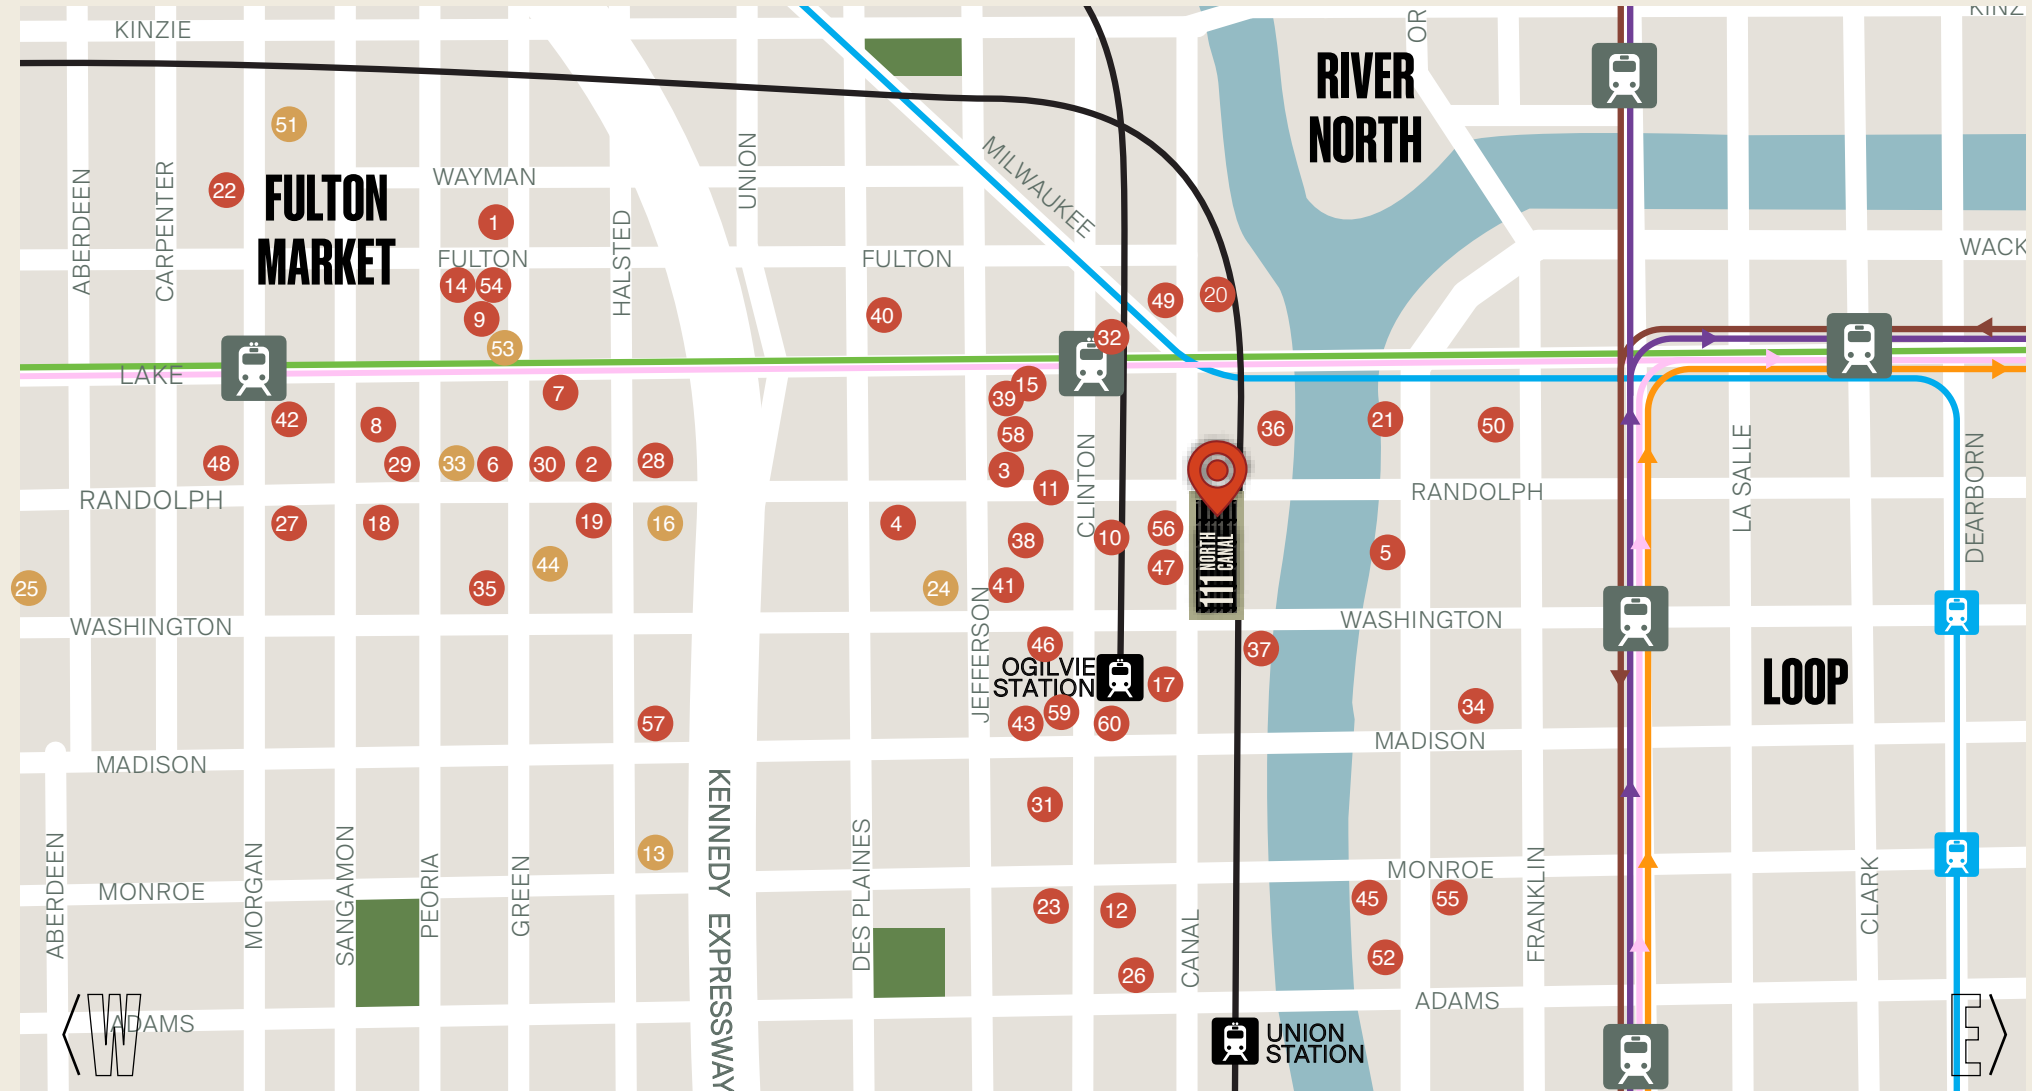 KINZIE
OR
KINZ
RIVER
NORTH
51
22
FULTON
MARKET
WAYMAN
UNION
MILWAUKEE
ABERDEEN
CARPENTER
1
HALSTED
FULTON
FULTON
WACK
14
54
9
53
40
49
20
32
LAKE
7
15
39
42
8
58
36
21
50
48
29
33
6
30
2
28
3
11
CLINTON
LA SALLE
DEARBORN
RANDOLPH
RANDOLPH
27
18
19
16
4
38
10
56
47
5
44
25
35
24
41
111
NORTH
CANAL
JEFFERSON
WASHINGTON
WASHINGTON
46
37
OGILVIE
STATION
17
LOOP
57
43
59
60
34
MADISON
MADISON
31
KENNEDY EXPRESSWAY
13
ABERDEEN
MORGAN
SANGAMON
PEORIA
GREEN
DES PLAINES
CANAL
FRANKLIN
CLARK
MONROE
MONROE
23
12
45
55
26
52
W
ADAMS
ADAMS
E
UNION
STATION